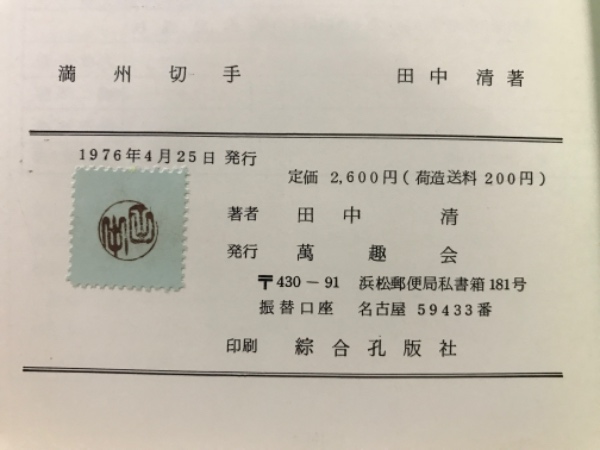 満州切手 田中清著
1976年4月25日 発行
定価 2,600円(荷造送料200円)
著者 田中 清
発行 萬趣会
〒430-91 浜松郵便局私書箱181号
振替口座 名古屋 59433番
印刷 綜合孔版社